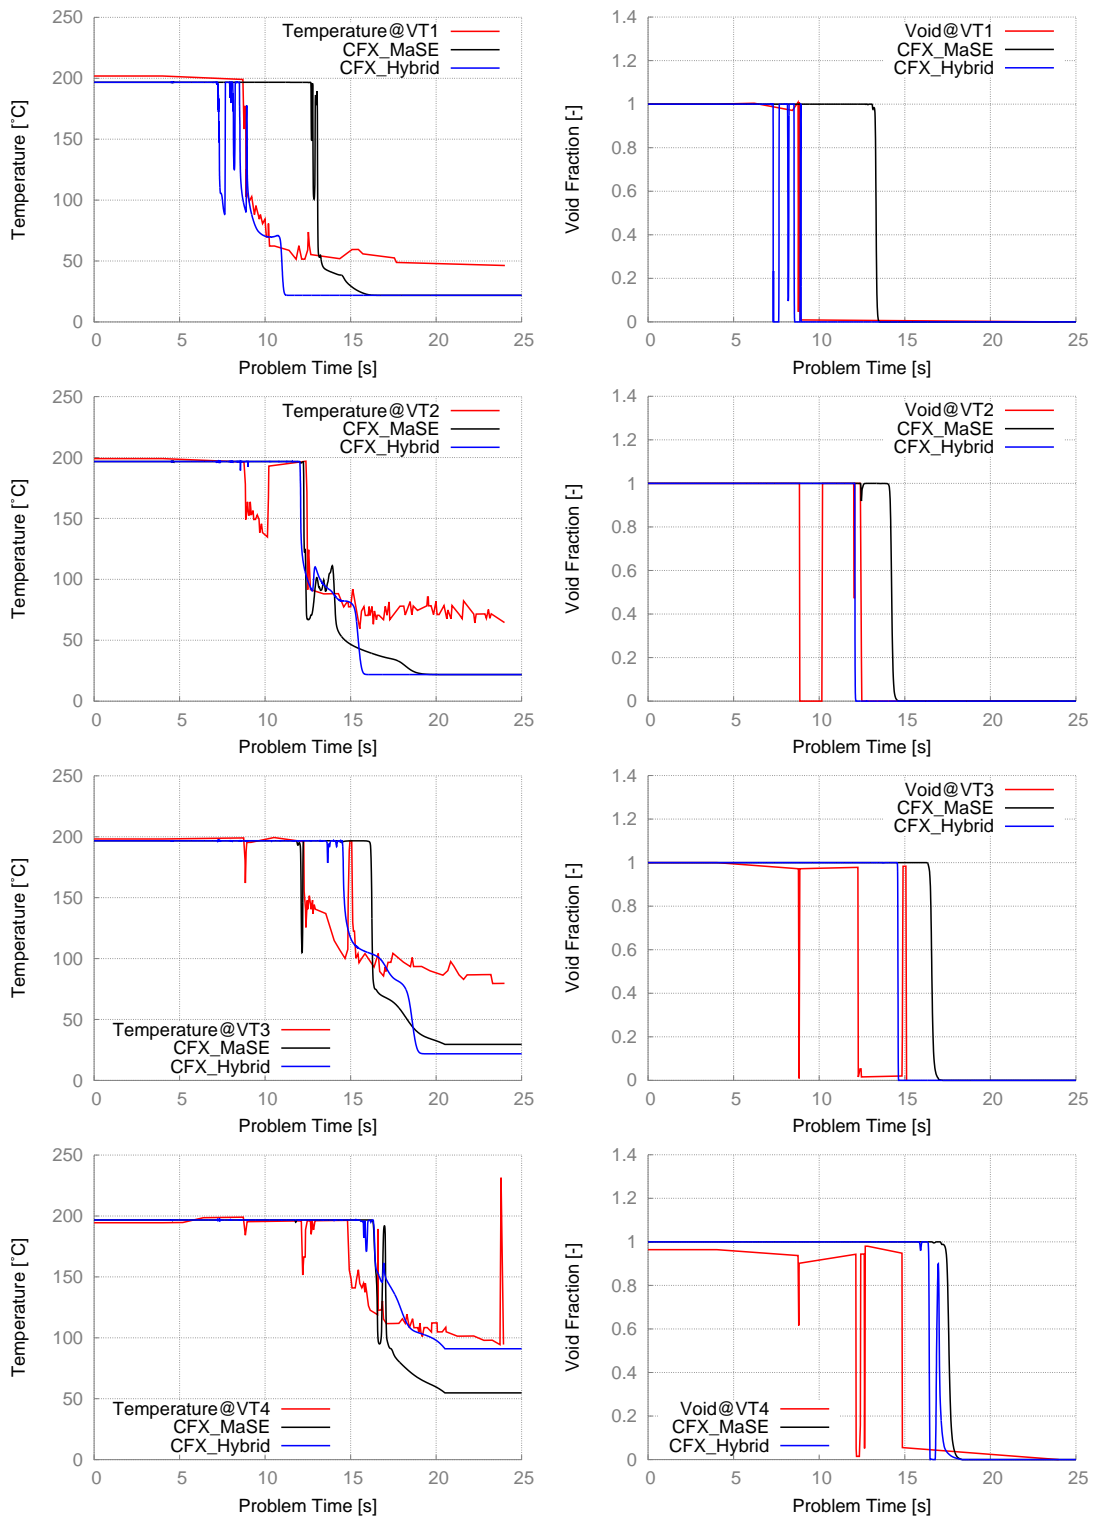 250
200
150
100
50
0
Temperature [˚C]
Temperature@VT1
CFX_MaSE
CFX_Hybrid
0 5 10 15 20 25
Problem Time [s]
1.4
1.2
1
0.8
0.6
0.4
0.2
0
Void Fraction [-]
Void@VT1
CFX_MaSE
CFX_Hybrid
0 5 10 15 20 25
Problem Time [s]
250
200
150
100
50
0
Temperature [˚C]
Temperature@VT2
CFX_MaSE
CFX_Hybrid
0 5 10 15 20 25
Problem Time [s]
1.4
1.2
1
0.8
0.6
0.4
0.2
0
Void Fraction [-]
Void@VT2
CFX_MaSE
CFX_Hybrid
0 5 10 15 20 25
Problem Time [s]
250
200
150
100
50
0
Temperature [˚C]
Temperature@VT3
CFX_MaSE
CFX_Hybrid
0 5 10 15 20 25
Problem Time [s]
1.4
1.2
1
0.8
0.6
0.4
0.2
0
Void Fraction [-]
Void@VT3
CFX_MaSE
CFX_Hybrid
0 5 10 15 20 25
Problem Time [s]
250
200
150
100
50
0
Temperature [˚C]
Temperature@VT4
CFX_MaSE
CFX_Hybrid
0 5 10 15 20 25
Problem Time [s]
1.4
1.2
1
0.8
0.6
0.4
0.2
0
Void Fraction [-]
Void@VT4
CFX_MaSE
CFX_Hybrid
0 5 10 15 20 25
Problem Time [s]